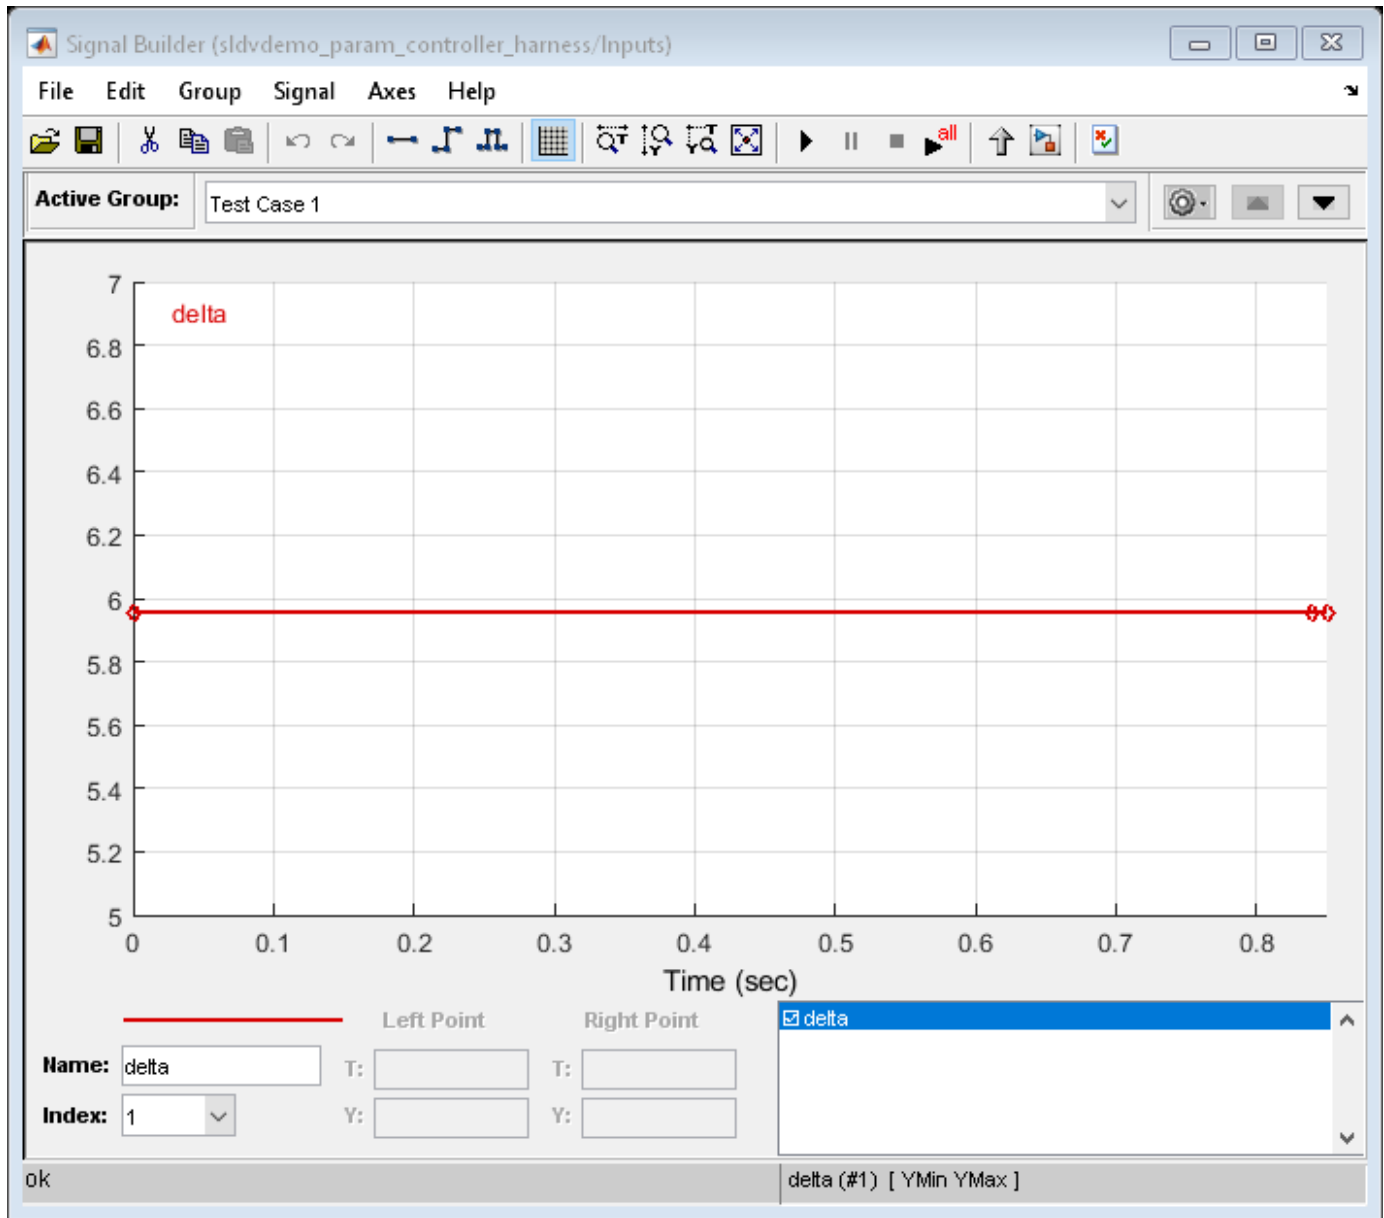 Signal Builder (sldvdemo_param_controller_harness/Inputs)
File Edit Group Signal Axes Help
all
Active Group: Test Case 1
7
delta
6.8
6.6
6.4
6.2
6
5.8
5.6
5.4
5.2
5
0 0.1 0.2 0.3 0.4 0.5 0.6 0.7 0.8
Time (sec)
Left Point Right Point delta
Name: delta T: T:
Index: 1 Y: Y:
ok delta (#1) [ YMin YMax ]